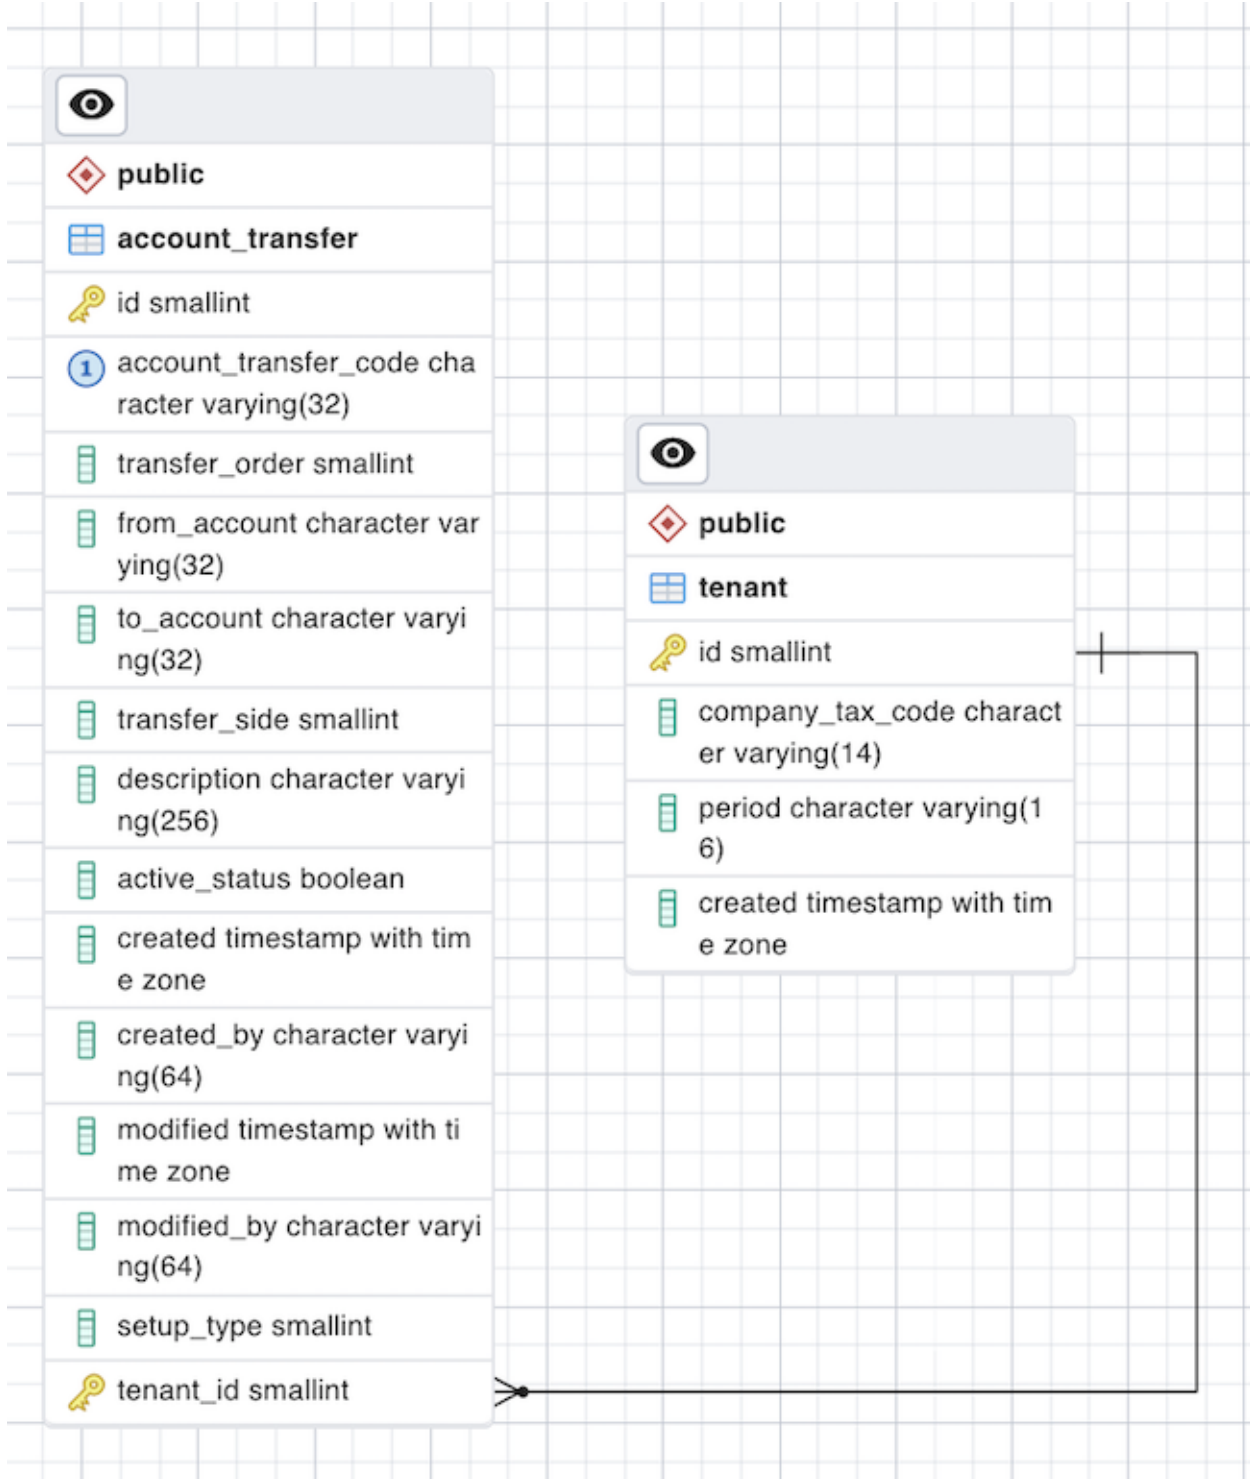 public
account_transfer
id smallint
1
account_transfer_code cha
racter varying(32)
transfer_order smallint
from_account character var
ying(32)
to_account character varyi
ng(32)
transfer_side smallint
description character varyi
ng(256)
active_status boolean
created timestamp with tim
e zone
created_by character varyi
ng(64)
modified timestamp with ti
me zone
modified_by character varyi
ng(64)
setup_type smallint
tenant_id smallint
public
tenant
id smallint
company_tax_code charact
er varying(14)
period character varying(1
6)
created timestamp with tim
e zone